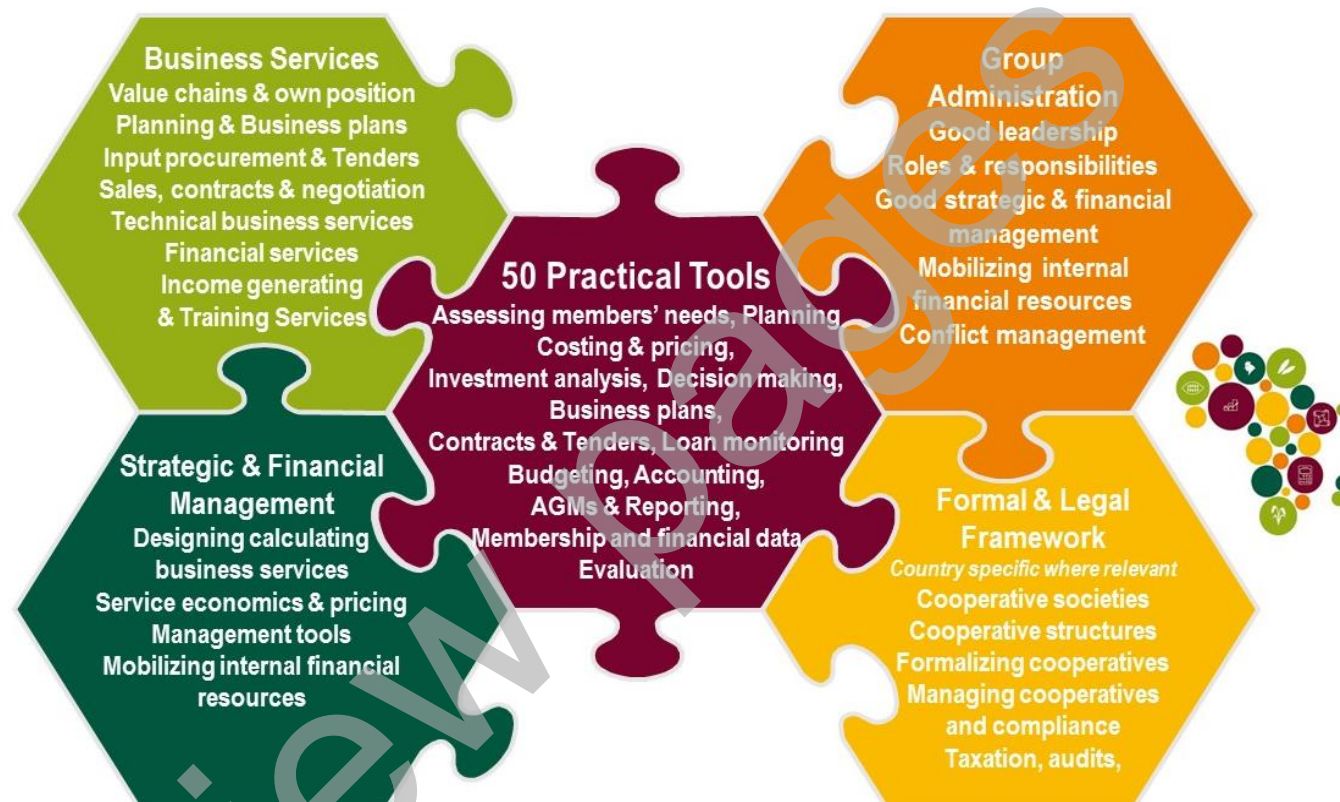 Business Services
Value chains & own position
Planning & Business plans
Input procurement & Tenders
Sales, contracts & negotiation
Technical business services
Financial services
Income generating
& Training Services
Group
Administration
Good leadership
Roles & responsibilities
Good strategic & financial
management
Mobilizing internal
financial resources
Conflict management
50 Practical Tools
Assessing members' needs, Planning
Costing & pricing,
Investment analysis, Decision making,
Business plans,
Contracts & Tenders, Loan monitoring
Budgeting, Accounting,
AGMs & Reporting,
Membership and financial data
Evaluation
Strategic & Financial
Management
Designing calculating
business services
Service economics & pricing
Management tools
Mobilizing internal financial
resources
Formal & Legal
Framework
Country specific where relevant
Cooperative societies
Cooperative structures
Formalizing cooperatives
Managing cooperatives
and compliance
Taxation, audits,
iew pages